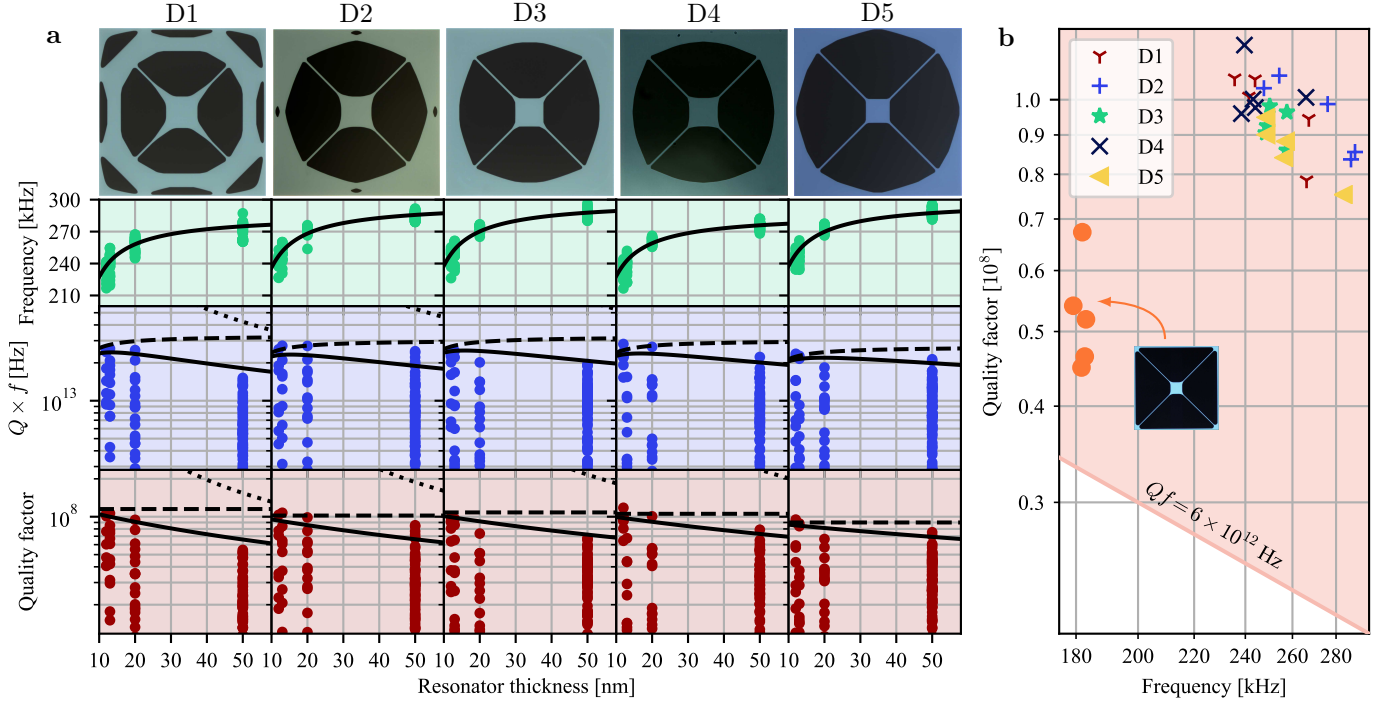 D1 D2 D3 D4 D5
a
Frequency [kHz]
300
270
240
210
Q × f [Hz]
10^13
Quality factor
10^8
10 20 30 40 50 10 20 30 40 50 10 20 30 40 50 10 20 30 40 50 10 20 30 40 50
Resonator thickness [nm]
b
D1
D2
D3
D4
D5
Quality factor [10^8]
1.0
0.9
0.8
0.7
0.6
0.5
0.4
0.3
Qf = 6 × 10^12 Hz
180 200 220 240 260 280
Frequency [kHz]